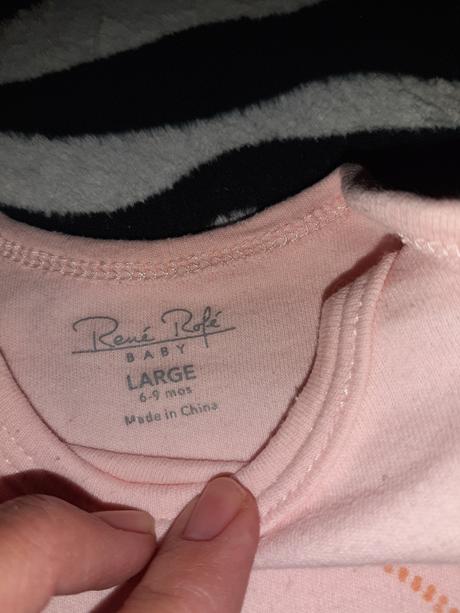 René Rofé
BABY
LARGE
6-9 mos
Made in China